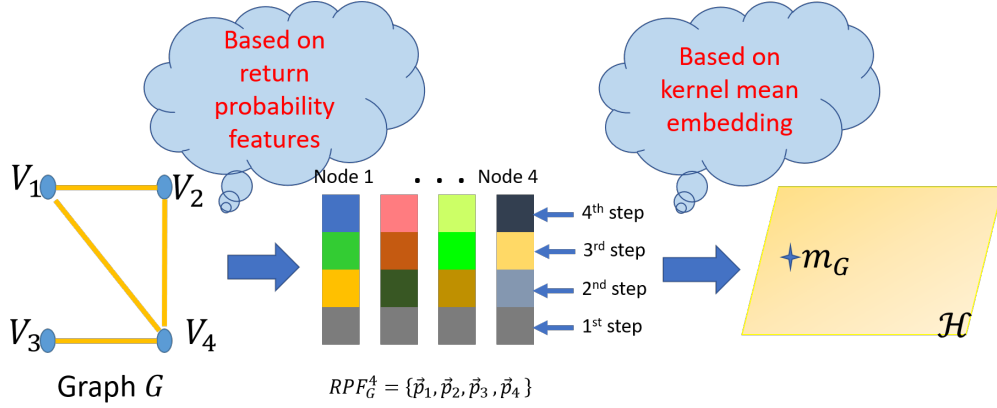 Based on
return
probability
features
Based on
kernel mean
embedding
V₁
V₂
V₃
V₄
Graph G
Node 1 . . . Node 4
4ᵗʰ step
3ʳᵈ step
2ⁿᵈ step
1ˢᵗ step
RPF_G^4 = {p⃗₁, p⃗₂, p⃗₃ , p⃗₄ }
m_G
ℋ